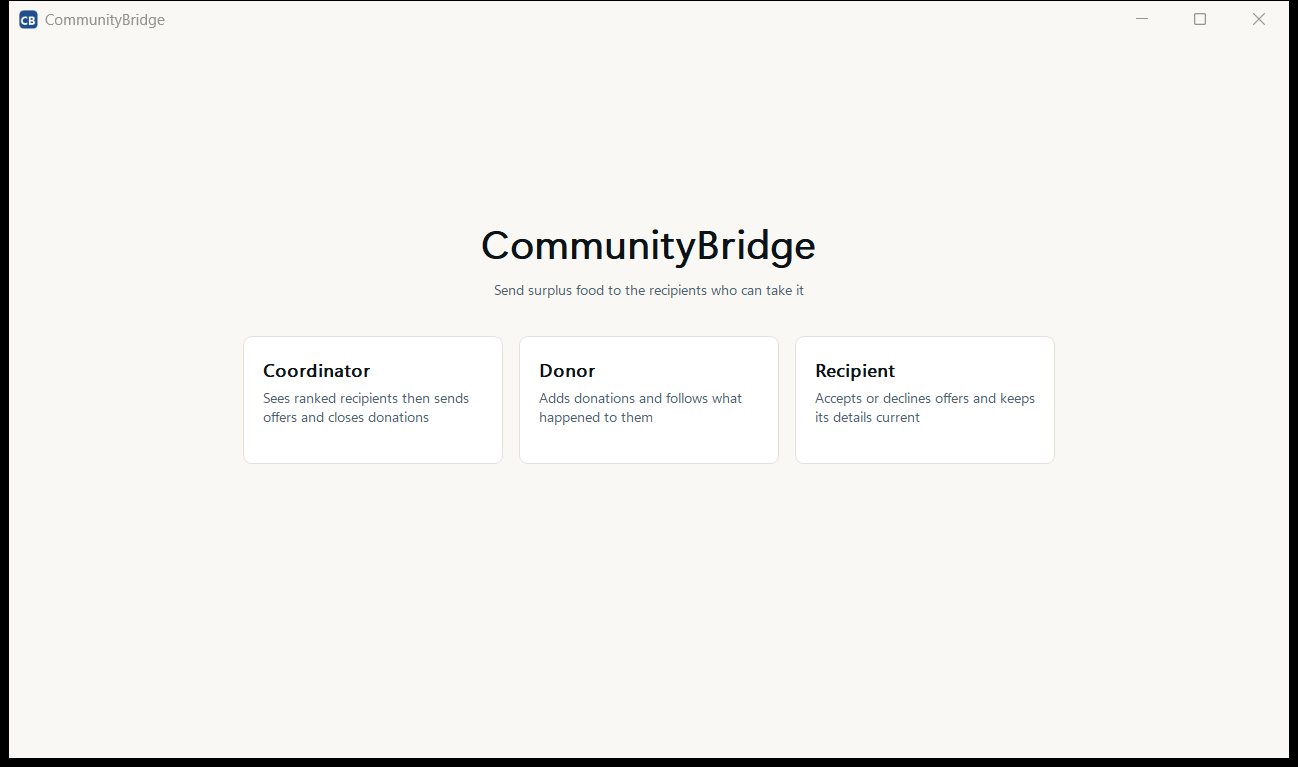 CB CommunityBridge
CommunityBridge
Send surplus food to the recipients who can take it
Coordinator
Sees ranked recipients then sends
offers and closes donations
Donor
Adds donations and follows what
happened to them
Recipient
Accepts or declines offers and keeps
its details current